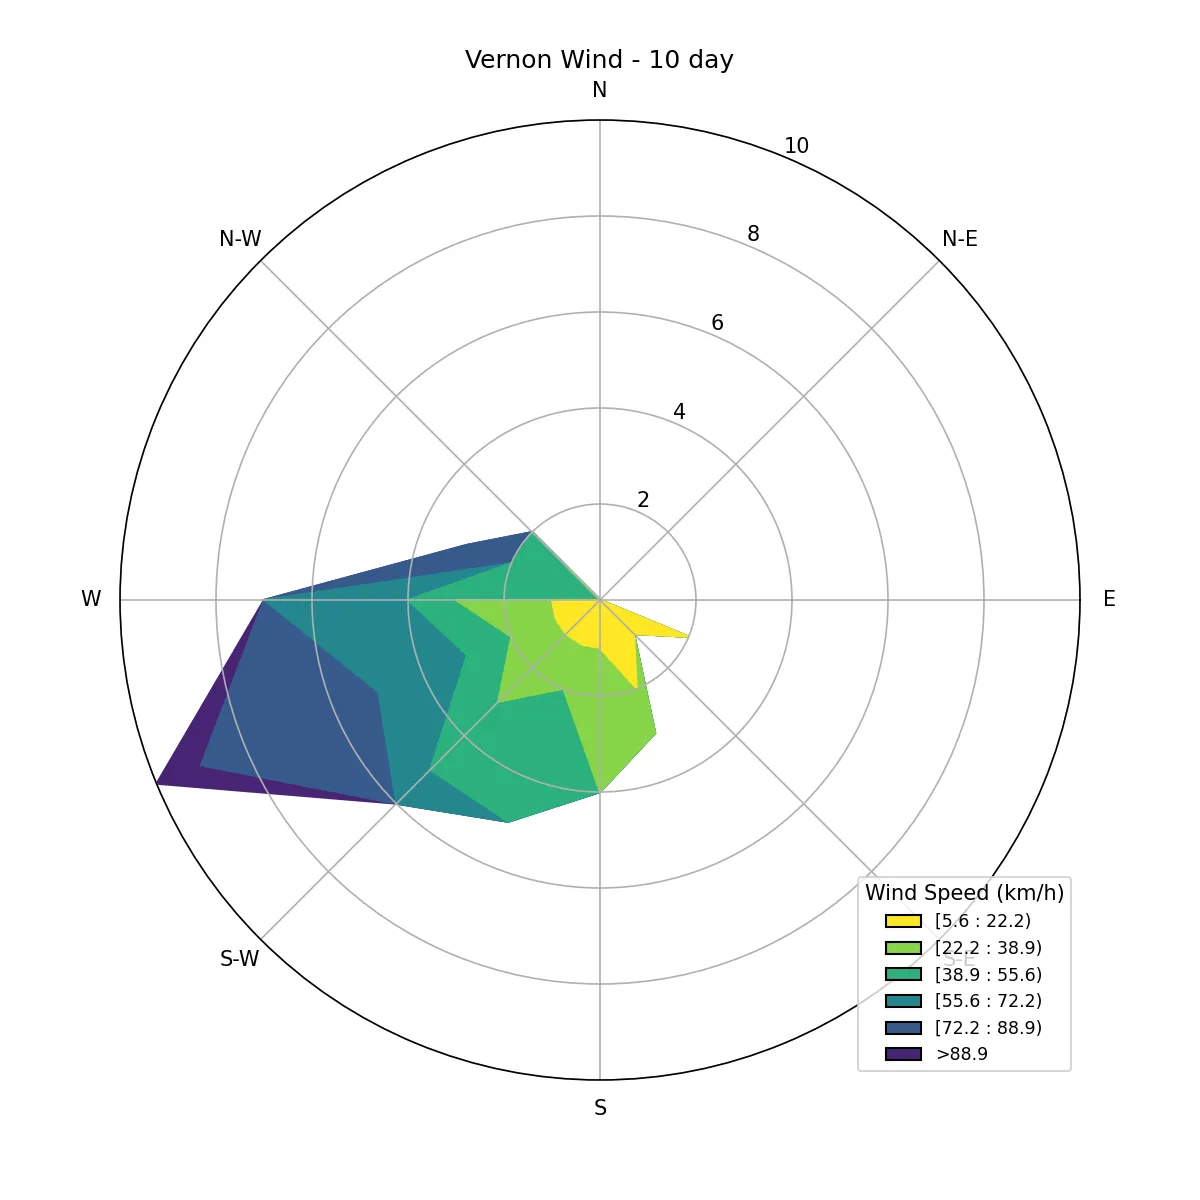 Vernon Wind - 10 day
N
10
N-W
N-E
8
6
4
2
W
E
Wind Speed (km/h)
[5.6 : 22.2)
[22.2 : 38.9)
S-W
S-E
[38.9 : 55.6)
[55.6 : 72.2)
[72.2 : 88.9)
>88.9
S